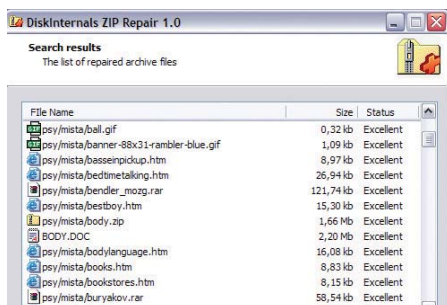 DiskInternals ZIP Repair 1.0
Search results
The list of repaired archive files
File Name Size Status
psy/mista/ball.gif 0,32 kb Excellent
psy/mista/banner-88x31-rambler-blue.gif 1,09 kb Excellent
psy/mista/basseinpickup.htm 8,97 kb Excellent
psy/mista/bedtimetalking.htm 26,94 kb Excellent
psy/mista/bendler_mozg.rar 121,74 kb Excellent
psy/mista/bestboy.htm 15,30 kb Excellent
psy/mista/body.zip 1,66 Mb Excellent
BODY.DOC 2,20 Mb Excellent
psy/mista/bodylanguage.htm 16,08 kb Excellent
psy/mista/books.htm 8,83 kb Excellent
psy/mista/bookstores.htm 8,15 kb Excellent
psy/mista/buryakov.rar 58,54 kb Excellent